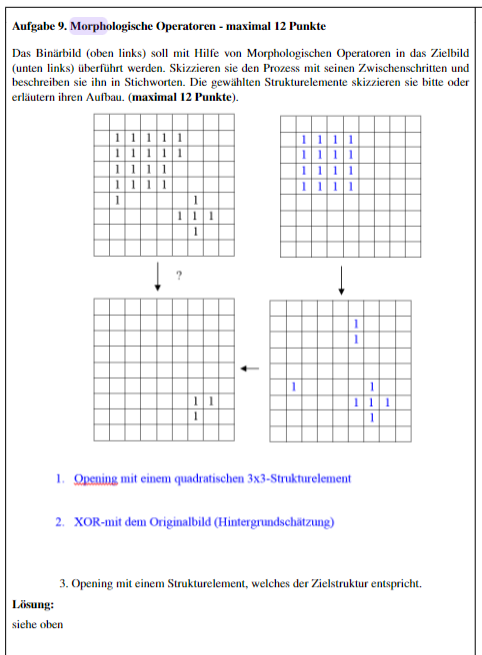 Aufgabe 9. Morphologische Operatoren - maximal 12 Punkte
Das Binärbild (oben links) soll mit Hilfe von Morphologischen Operatoren in das Zielbild
(unten links) überführt werden. Skizzieren sie den Prozess mit seinen Zwischenschritten und
beschreiben sie ihn in Stichworten. Die gewählten Strukturelemente skizzieren sie bitte oder
erläutern ihren Aufbau. (maximal 12 Punkte).
1 1 1 1 1
1 1 1 1 1
1 1 1 1
1 1 1 1
1 1
1 1 1
1
1 1 1 1
1 1 1 1
1 1 1 1
1 1 1 1
?
1 1
1
1
1
1 1
1 1 1
1
1. Opening mit einem quadratischen 3x3-Strukturelement
2. XOR-mit dem Originalbild (Hintergrundschätzung)
3. Opening mit einem Strukturelement, welches der Zielstruktur entspricht.
Lösung:
siehe oben